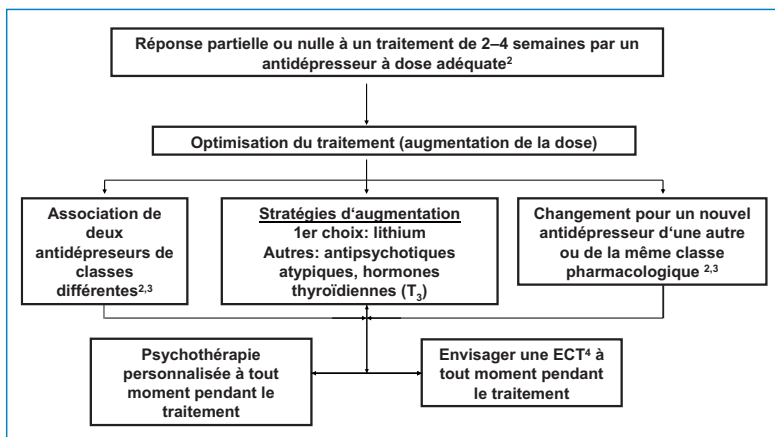 Réponse partielle ou nulle à un traitement de 2–4 semaines par un
antidépresseur à dose adéquate²
Optimisation du traitement (augmentation de la dose)
Association de
deux
antidépreseurs de
classes
différentes²,³
Stratégies d‘augmentation
1er choix: lithium
Autres: antipsychotiques
atypiques, hormones
thyroïdiennes (T₃)
Changement pour un nouvel
antidépresseur d‘une autre
ou de la même classe
pharmacologique ²,³
Psychothérapie
personnalisée à tout
moment pendant le
traitement
Envisager une ECT⁴ à
tout moment pendant
le traitement